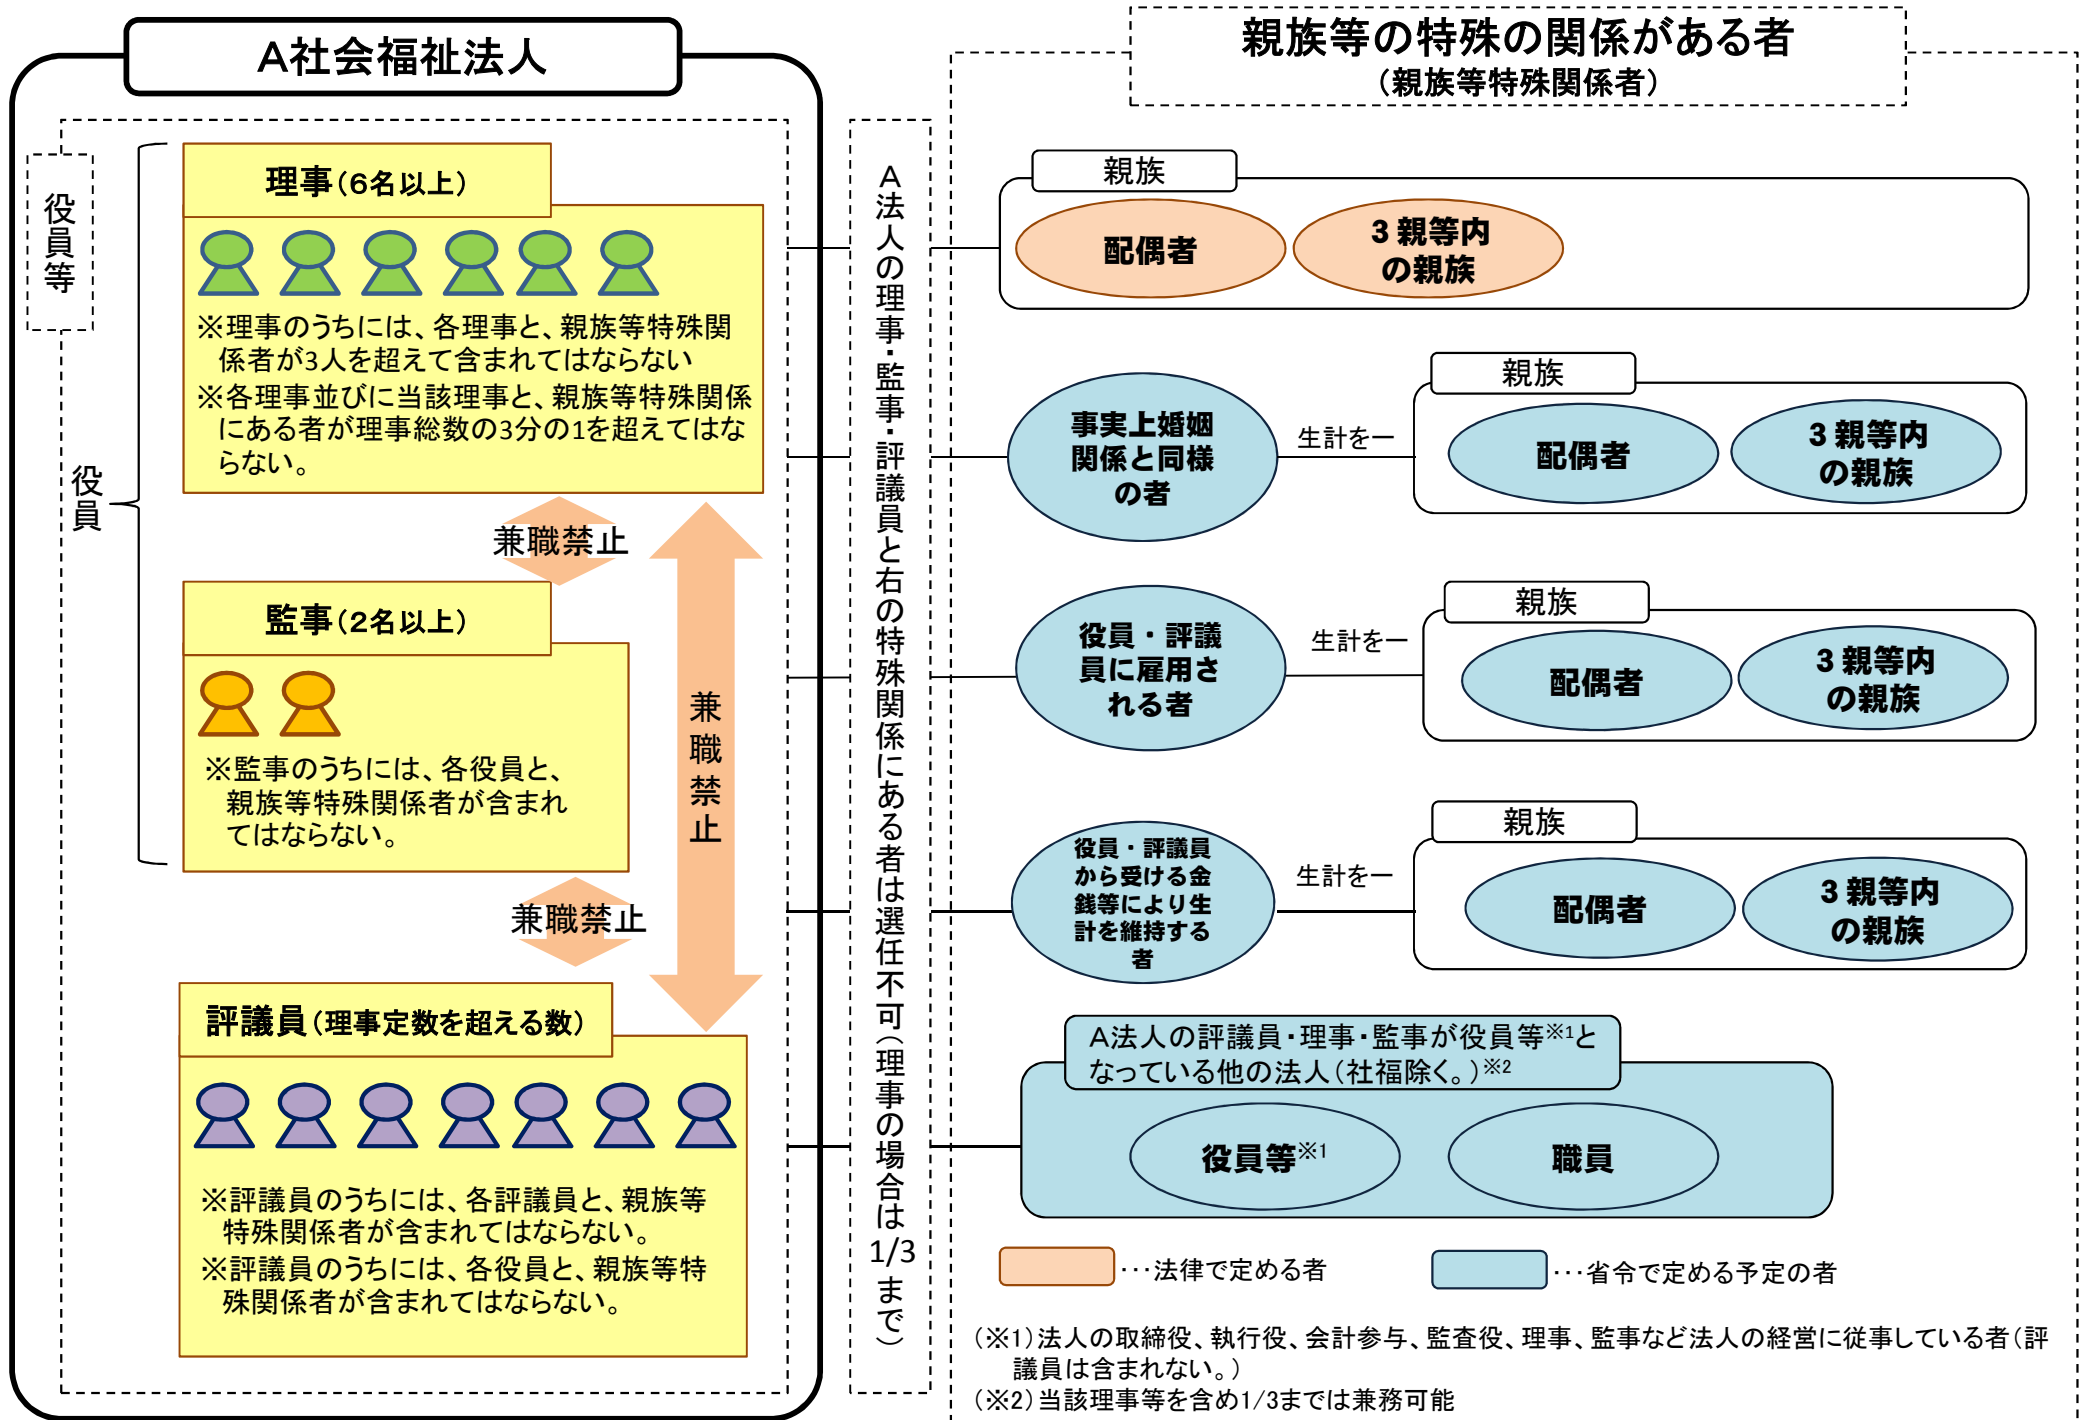 A社会福祉法人
役員等
役員
理事（6名以上）
※理事のうちには、各理事と、親族等特殊関
係者が3人を超えて含まれてはならない
※各理事並びに当該理事と、親族等特殊関係
にある者が理事総数の3分の1を超えてはな
らない。
兼職禁止
監事（2名以上）
※監事のうちには、各役員と、
親族等特殊関係者が含まれ
てはならない。
兼職禁止
兼職禁止
評議員（理事定数を超える数）
※評議員のうちには、各評議員と、親族等
特殊関係者が含まれてはならない。
※評議員のうちには、各役員と、親族等特
殊関係者が含まれてはならない。
A法人の理事・監事・評議員と右の特殊関係にある者は選任不可（理事の場合は1/3まで）
親族等の特殊の関係がある者
（親族等特殊関係者）
親族
配偶者
3親等内
の親族
事実上婚姻
関係と同様
の者
生計を一
親族
配偶者
3親等内
の親族
役員・評議
員に雇用さ
れる者
生計を一
親族
配偶者
3親等内
の親族
役員・評議員
から受ける金
銭等により生
計を維持する
者
生計を一
親族
配偶者
3親等内
の親族
A法人の評議員・理事・監事が役員等※1と
なっている他の法人（社福除く。）※2
役員等※1
職員
…法律で定める者
…省令で定める予定の者
（※1）法人の取締役、執行役、会計参与、監査役、理事、監事など法人の経営に従事している者（評
議員は含まれない。）
（※2）当該理事等を含め1/3までは兼務可能